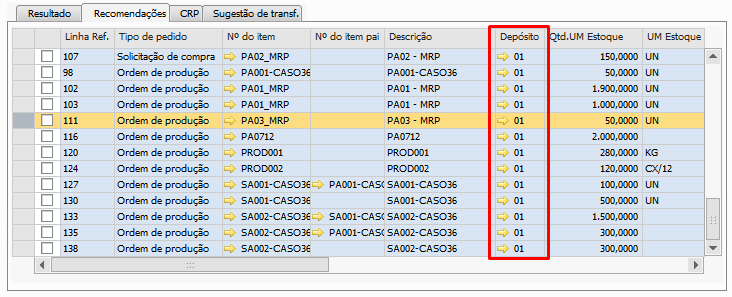 Resultado Recomendações CRP Sugestão de transf.
Linha Ref. Tipo de pedido Nº do item Nº do item pai Descrição Depósito Qtd.UM Estoque UM Estoque
107 Solicitação de compra PA02_MRP PA02 - MRP 01 150,0000 UN
98 Ordem de produção PA001-CASO36 PA001-CASO36 01 50,0000 UN
102 Ordem de produção PA01_MRP PA01 - MRP 01 1.900,0000 UN
103 Ordem de produção PA01_MRP PA01 - MRP 01 1.000,0000 UN
111 Ordem de produção PA03_MRP PA03 - MRP 01 50,0000 UN
116 Ordem de produção PA0712 PA0712 01 2.000,0000
120 Ordem de produção PROD001 PROD001 01 280,0000 KG
124 Ordem de produção PROD002 PROD002 01 120,0000 CX/12
127 Ordem de produção SA001-CASO36 PA001-CAS SA001-CASO36 01 100,0000 UN
130 Ordem de produção SA001-CASO36 SA001-CASO36 01 500,0000 UN
133 Ordem de produção SA002-CASO36 SA001-CAS SA002-CASO36 01 1.500,0000
135 Ordem de produção SA002-CASO36 PA001-CAS SA002-CASO36 01 300,0000
138 Ordem de produção SA002-CASO36 SA002-CASO36 01 300,0000